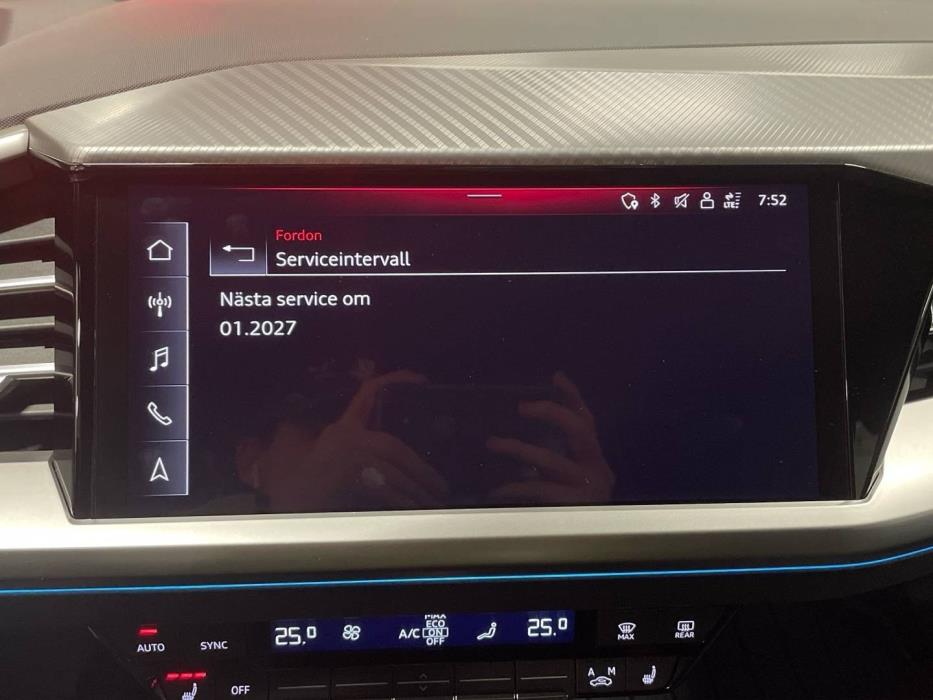 LTE 7:52
Fordon
Serviceintervall
Nästa service om
01.2027
MAX
ECO
AUTO SYNC 25.0 A/C ON 25.0 MAX REAR
OFF
OFF A M